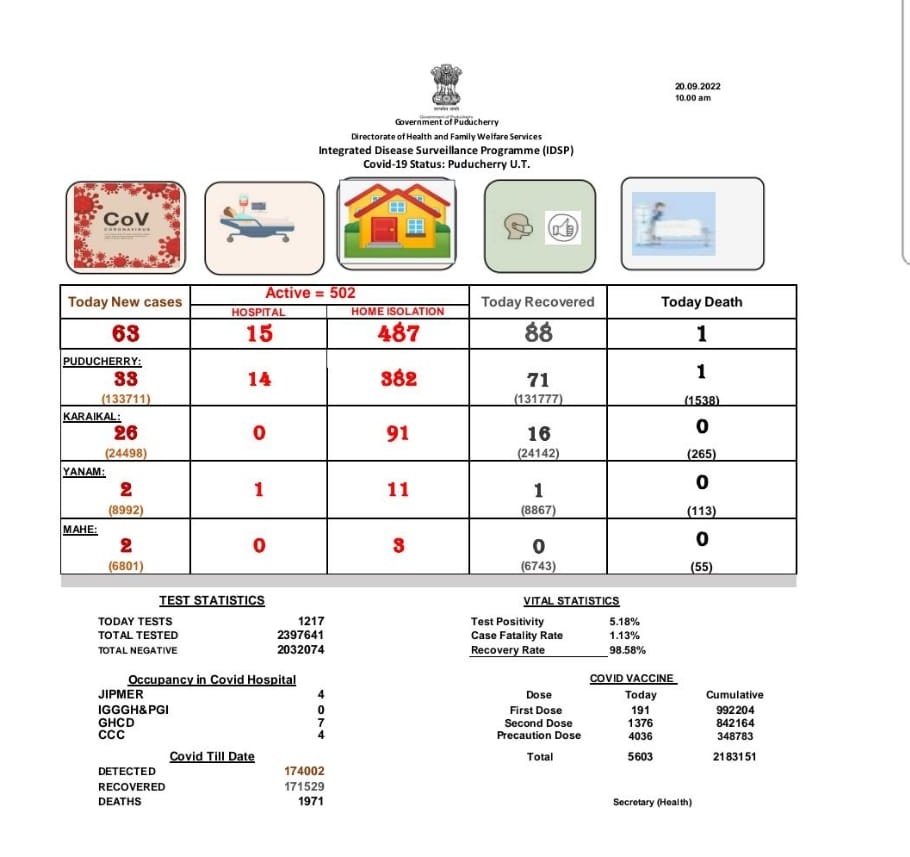 20.09.2022
10.00 am
सत्यमेव जयते
Government of Puducherry
Government of Puducherry
Directorate of Health and Family Welfare Services
Integrated Disease Surveillance Programme (IDSP)
Covid-19 Status: Puducherry U.T.
CoV
CORONAVIRUS
Today New cases
Active = 502
HOSPITAL
HOME ISOLATION
Today Recovered
Today Death
63 15 487 88 1
PUDUCHERRY:
33 14 382 71 1
(133711) (131777) (1538)
KARAIKAL:
26 0 91 16 0
(24498) (24142) (265)
YANAM:
2 1 11 1 0
(8992) (8867) (113)
MAHE:
2 0 3 0 0
(6801) (6743) (55)
TEST STATISTICS
TODAY TESTS 1217
TOTAL TESTED 2397641
TOTAL NEGATIVE 2032074
VITAL STATISTICS
Test Positivity 5.18%
Case Fatality Rate 1.13%
Recovery Rate 98.58%
Occupancy in Covid Hospital
JIPMER 4
IGGGH&PGI 0
GHCD 7
CCC 4
COVID VACCINE
Dose Today Cumulative
First Dose 191 992204
Second Dose 1376 842164
Precaution Dose 4036 348783
Total 5603 2183151
Covid Till Date
DETECTED 174002
RECOVERED 171529
DEATHS 1971
Secretary (Health)